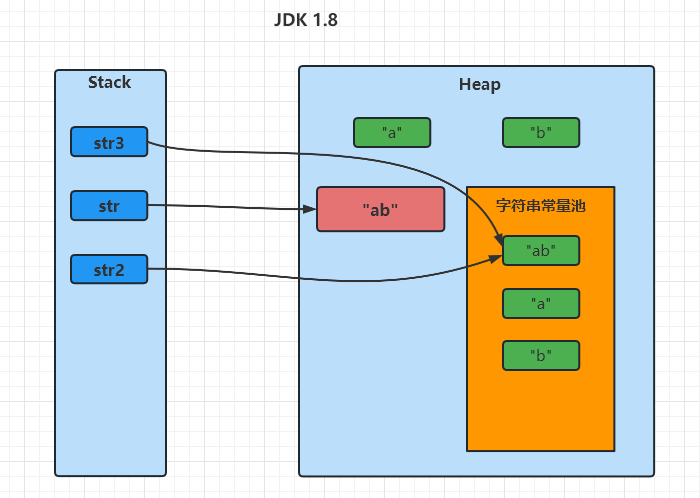 JDK 1.8
Stack
str3
str
str2
Heap
"a"
"b"
"ab"
字符串常量池
"ab"
"a"
"b"